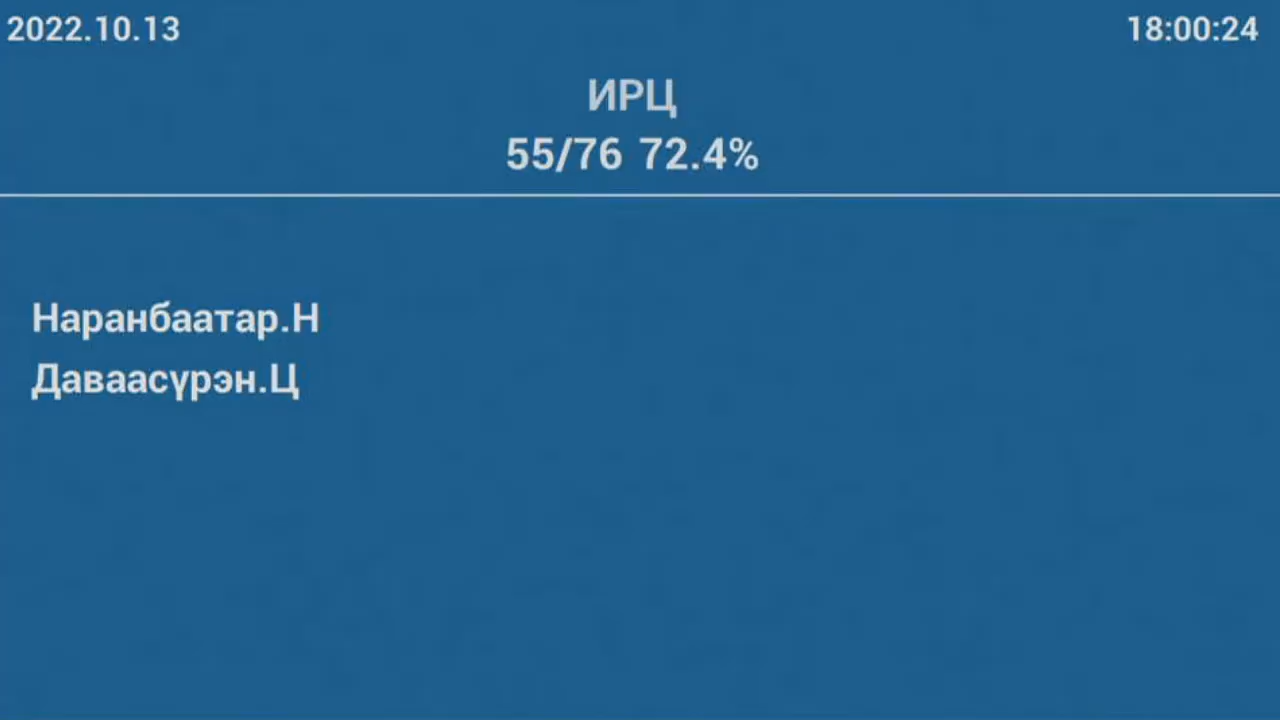 2022.10.13 18:00:24
ИРЦ
55/76 72.4%
Наранбаатар.Н
Даваасүрэн.Ц